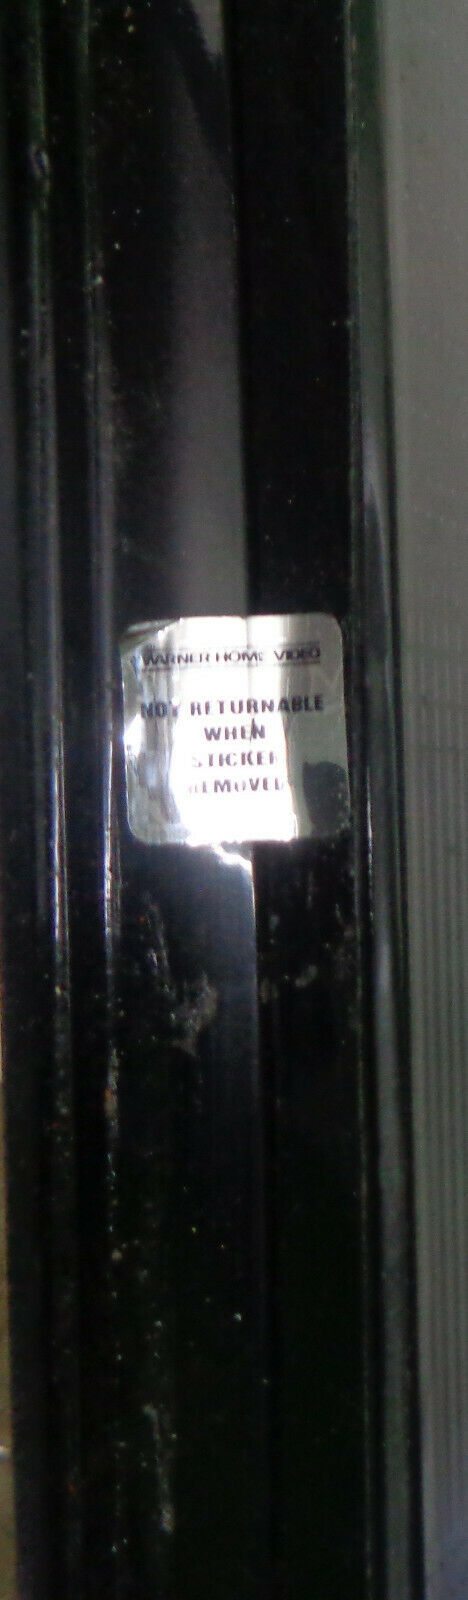 WARNER HOME VIDEO
NOT RETURNABLE
WHEN
STICKER
REMOVED